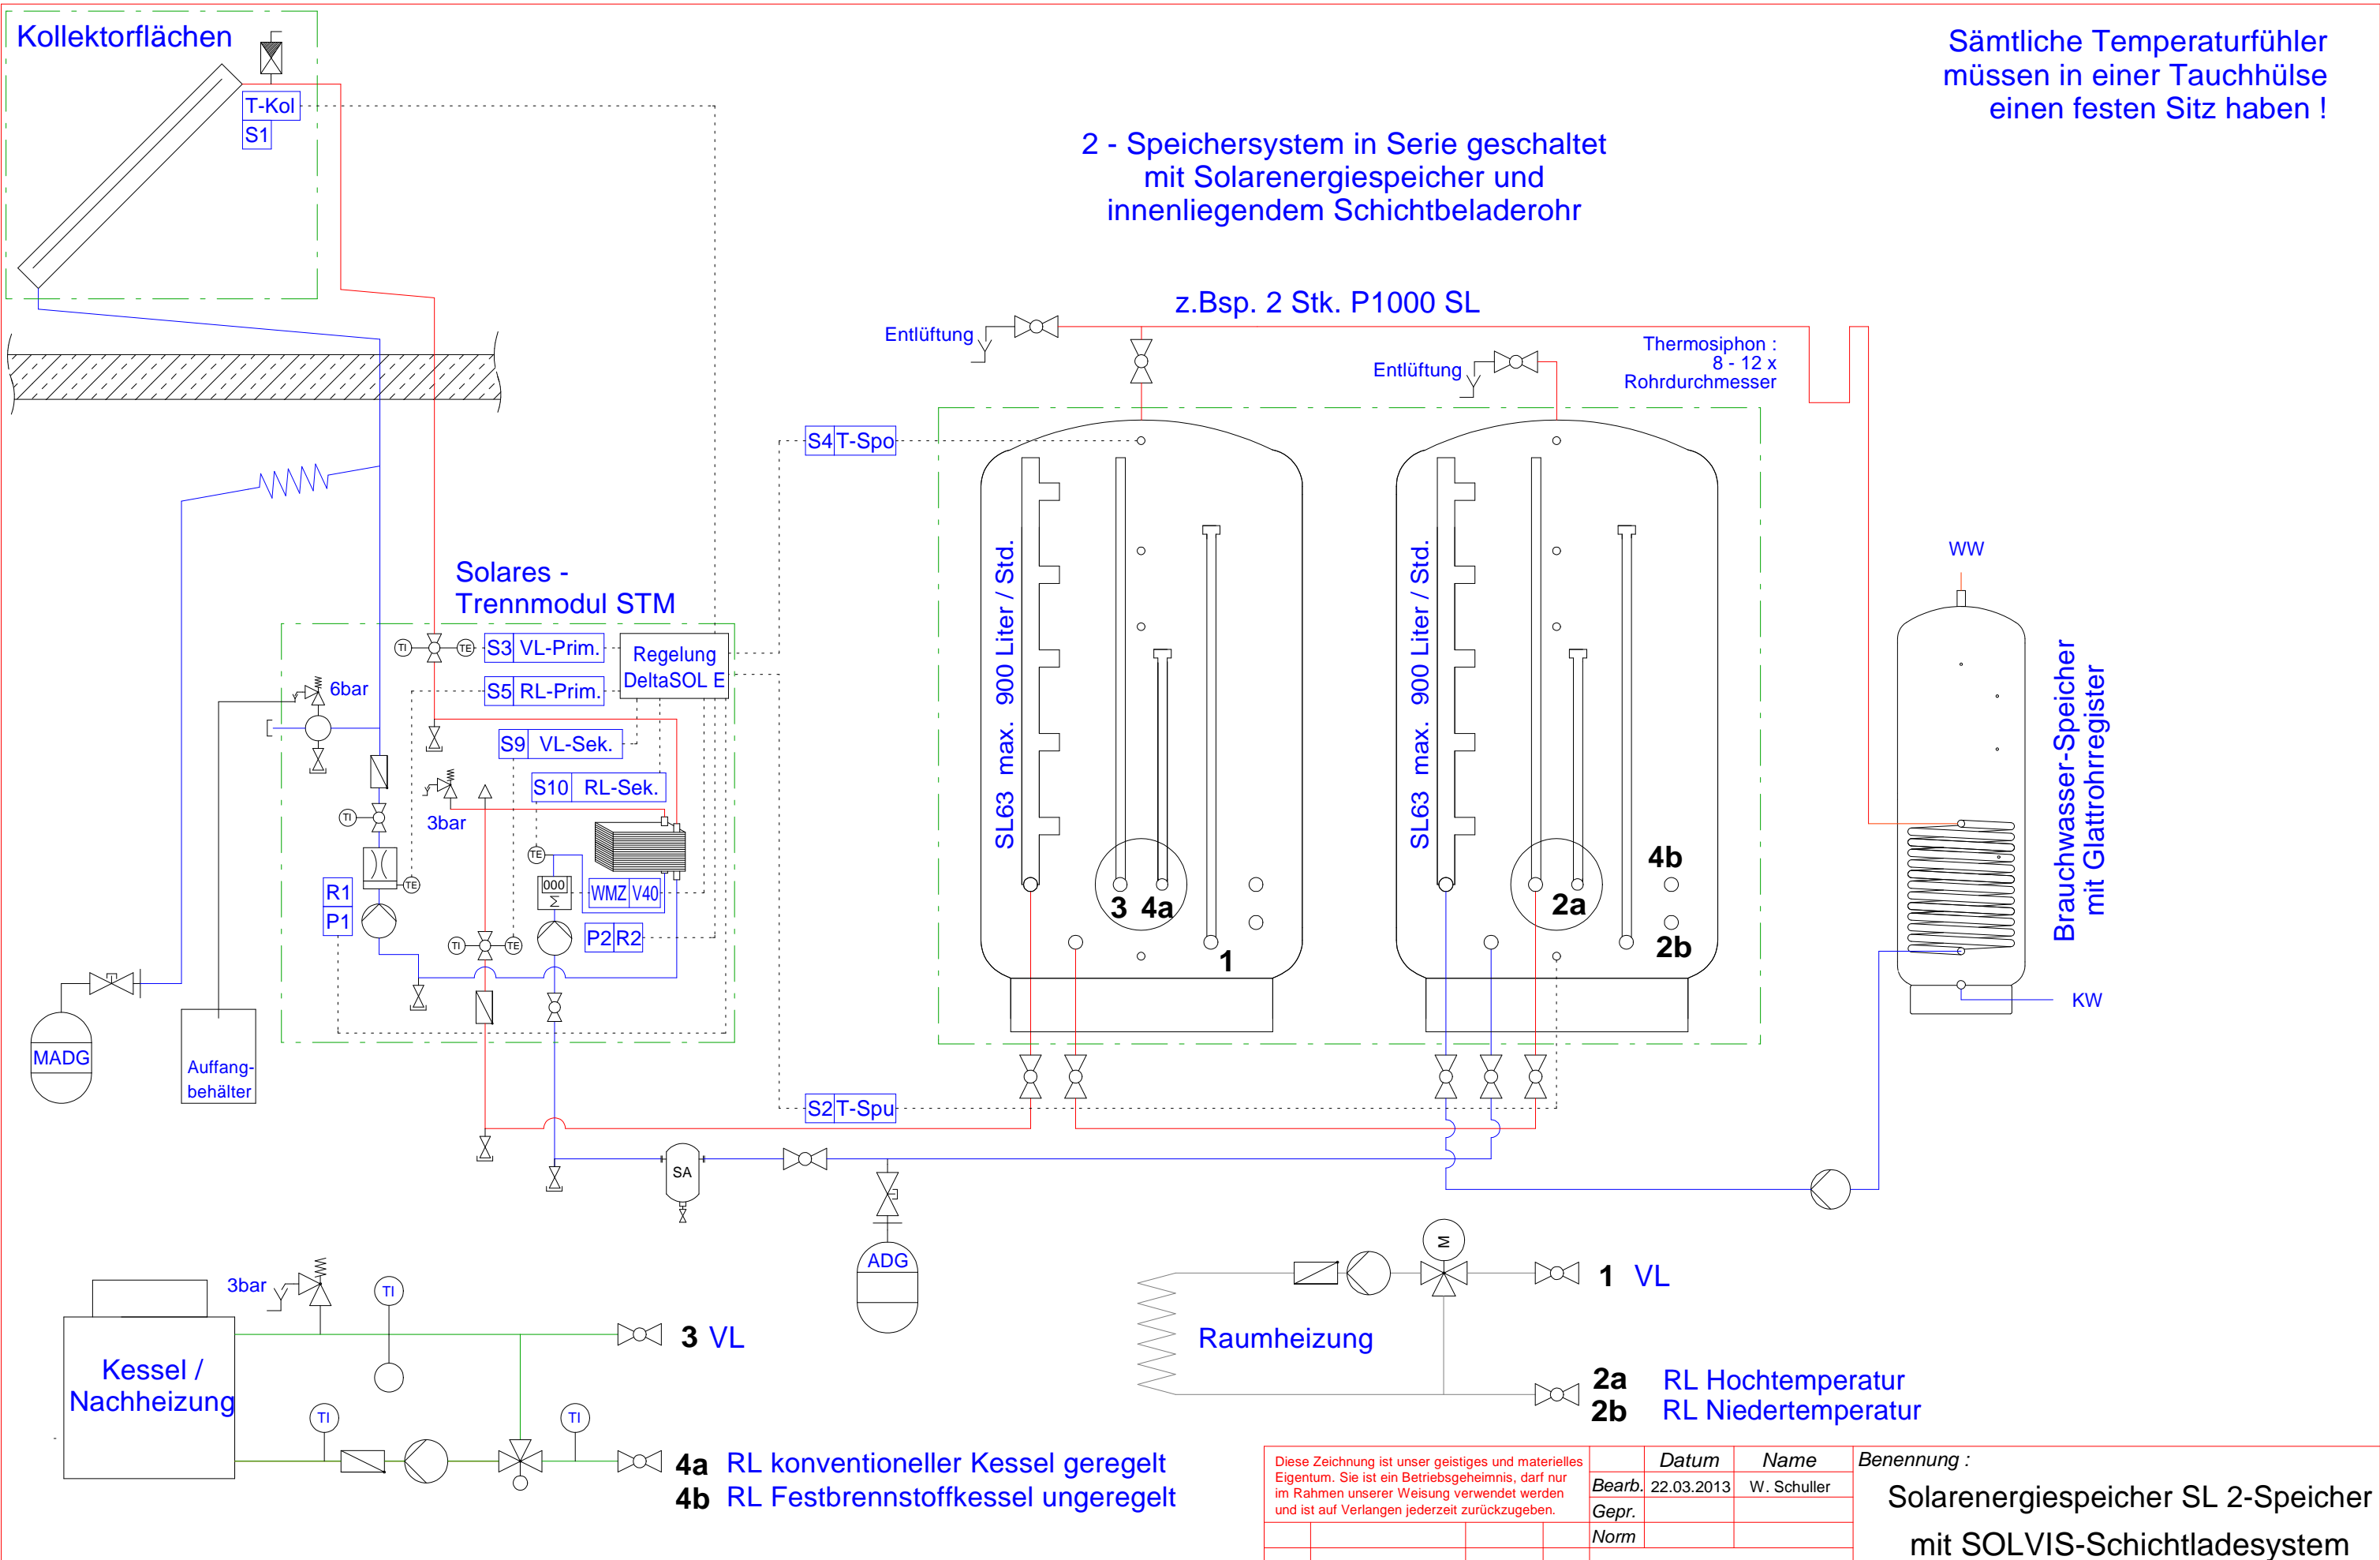 Kollektorflächen
T-Kol
S1
Sämtliche Temperaturfühler
müssen in einer Tauchhülse
einen festen Sitz haben !
2 - Speichersystem in Serie geschaltet
mit Solarenergiespeicher und
innenliegendem Schichtbeladerohr
z.Bsp. 2 Stk. P1000 SL
Entlüftung
Entlüftung
Thermosiphon :
8 - 12 x
Rohrdurchmesser
S4 T-Spo
Solares -
Trennmodul STM
TI
TE
S3 VL-Prim.
S5 RL-Prim.
Regelung
DeltaSOL E
6bar
S9 VL-Sek.
S10 RL-Sek.
3bar
TI
TE
TE
000
Σ
WMZ V40
R1
P1
P2 R2
TI
TE
MADG
Auffang-
behälter
SL63 max. 900 Liter / Std.
3 4a
1
SL63 max. 900 Liter / Std.
2a
4b
2b
WW
Brauchwasser-Speicher
mit Glattrohrregister
KW
S2 T-Spu
SA
ADG
3bar
TI
Kessel /
Nachheizung
3 VL
TI
TI
4a RL konventioneller Kessel geregelt
4b RL Festbrennstoffkessel ungeregelt
M
1 VL
Raumheizung
2a RL Hochtemperatur
2b RL Niedertemperatur
Diese Zeichnung ist unser geistiges und materielles
Eigentum. Sie ist ein Betriebsgeheimnis, darf nur
im Rahmen unserer Weisung verwendet werden
und ist auf Verlangen jederzeit zurückzugeben.
Datum Name
Bearb. 22.03.2013 W. Schuller
Gepr.
Norm
Benennung :
Solarenergiespeicher SL 2-Speicher
mit SOLVIS-Schichtladesystem